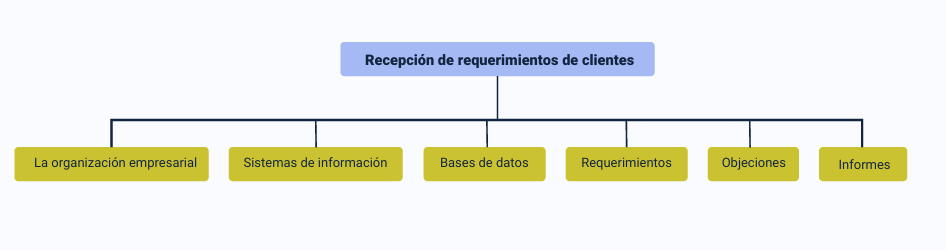 Recepción de requerimientos de clientes
La organización empresarial
Sistemas de información
Bases de datos
Requerimientos
Objeciones
Informes